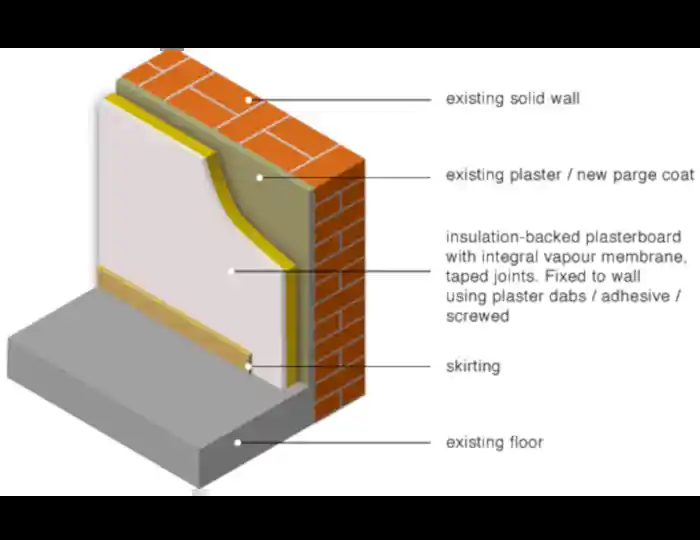 existing solid wall
existing plaster / new parge coat
insulation-backed plasterboard
with integral vapour membrane,
taped joints. Fixed to wall
using plaster dabs / adhesive /
screwed
skirting
existing floor